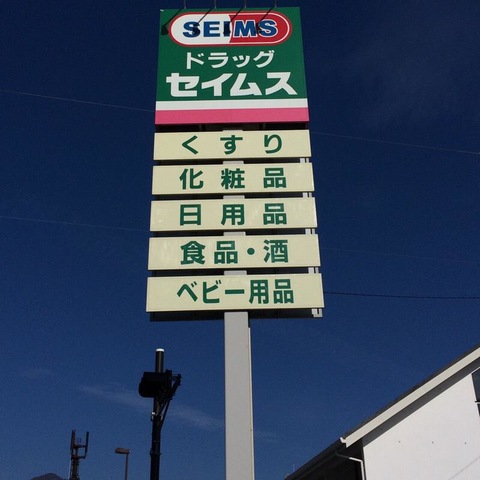 SEIMS
ドラッグ
セイムス
くすり
化粧品
日用品
食品・酒
ベビー用品